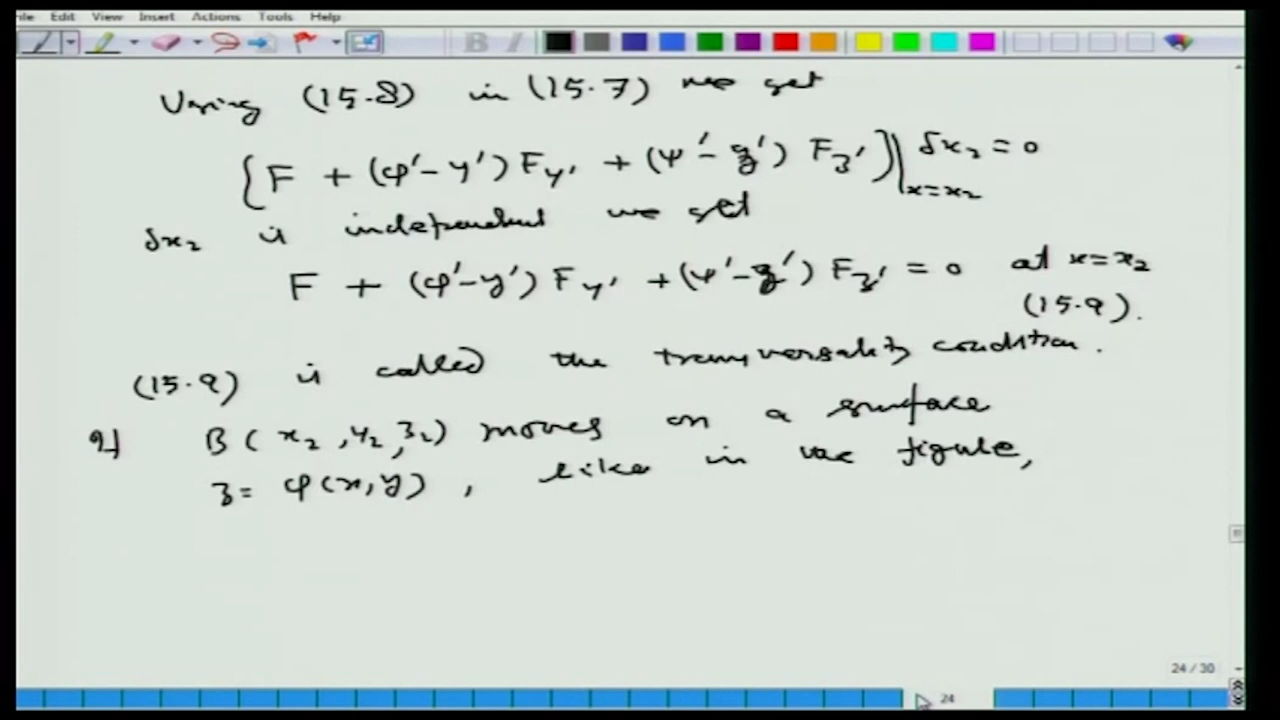 File Edit View Insert Actions Tools Help
Using (15.8) in (15.7) we get
{F + (φ'-y') F_y' + (ψ'-z') F_z'}|_{x=x₂} δx₂ = 0
δx₂ is independent we get
F + (φ'-y') F_y' + (ψ'-z') F_z' = 0 at x=x₂
(15.9).
(15.9) is called the transversality condition.
B(x₂, y₂, z₂) moves on a surface
z = φ(x,y), like in the figure,
24 / 30
24